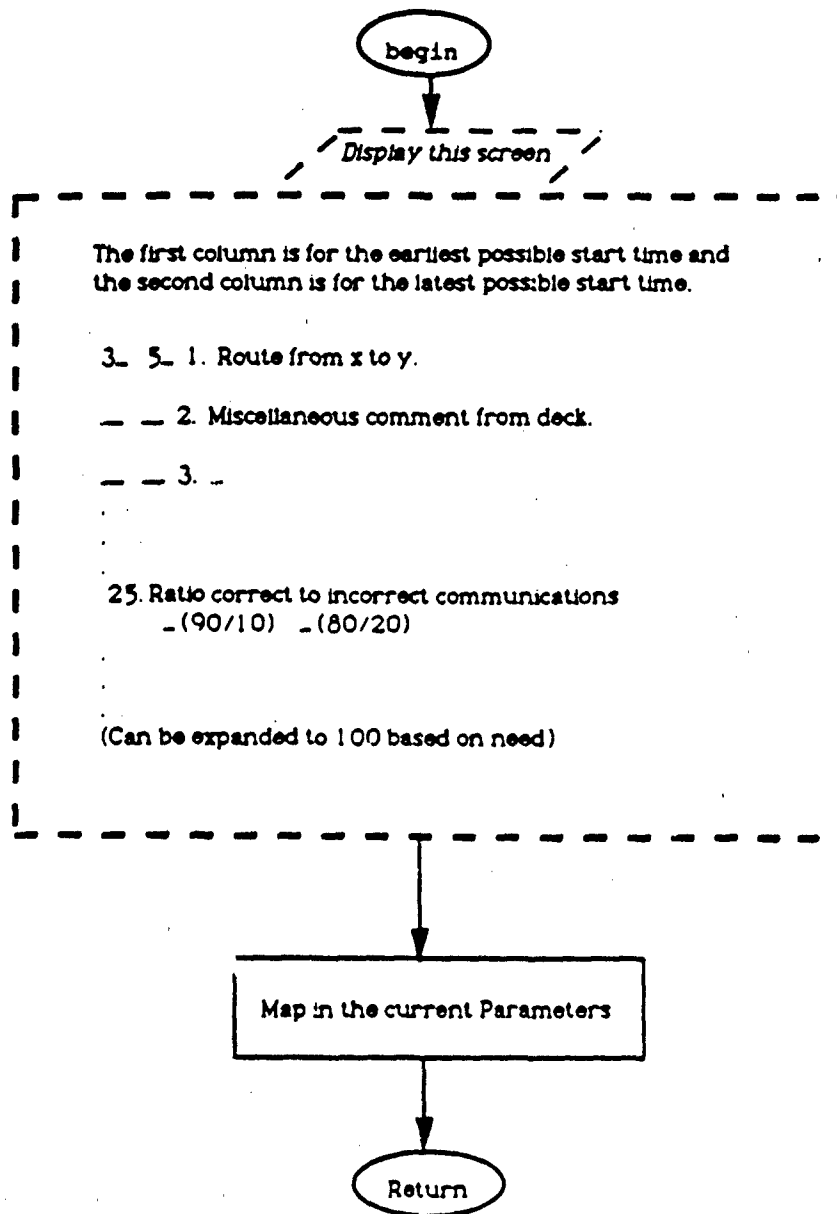 begin
Display this screen
The first column is for the earliest possible start time and
the second column is for the latest possible start time.
3_ 5_ 1. Route from x to y.
_ _ 2. Miscellaneous comment from deck.
_ _ 3. _
.
.
.
25. Ratio correct to incorrect communications
_(90/10) _(80/20)
.
.
.
(Can be expanded to 100 based on need)
Map in the current Parameters
Return